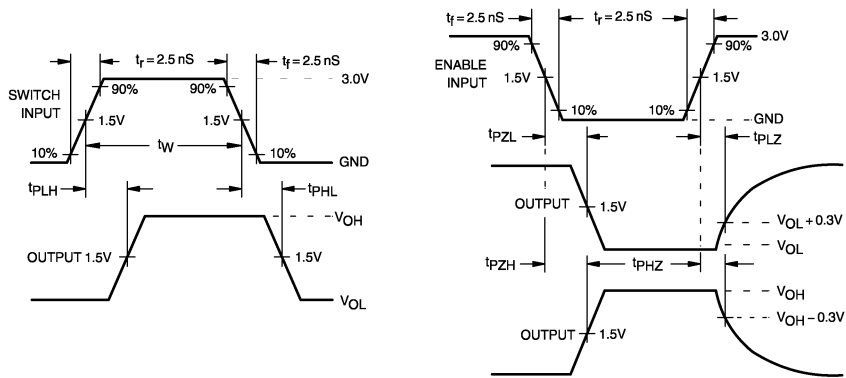 tr = 2.5 nS
tf = 2.5 nS
3.0V
SWITCH
INPUT
90%
90%
1.5V
1.5V
tW
10%
10%
GND
tPLH
tPHL
VOH
OUTPUT
1.5V
1.5V
VOL
tf = 2.5 nS
tr = 2.5 nS
3.0V
90%
90%
ENABLE
INPUT
1.5V
1.5V
10%
10%
GND
tPZL
tPLZ
OUTPUT
1.5V
VOL + 0.3V
VOL
tPZH
tPHZ
VOH
VOH – 0.3V
OUTPUT
1.5V